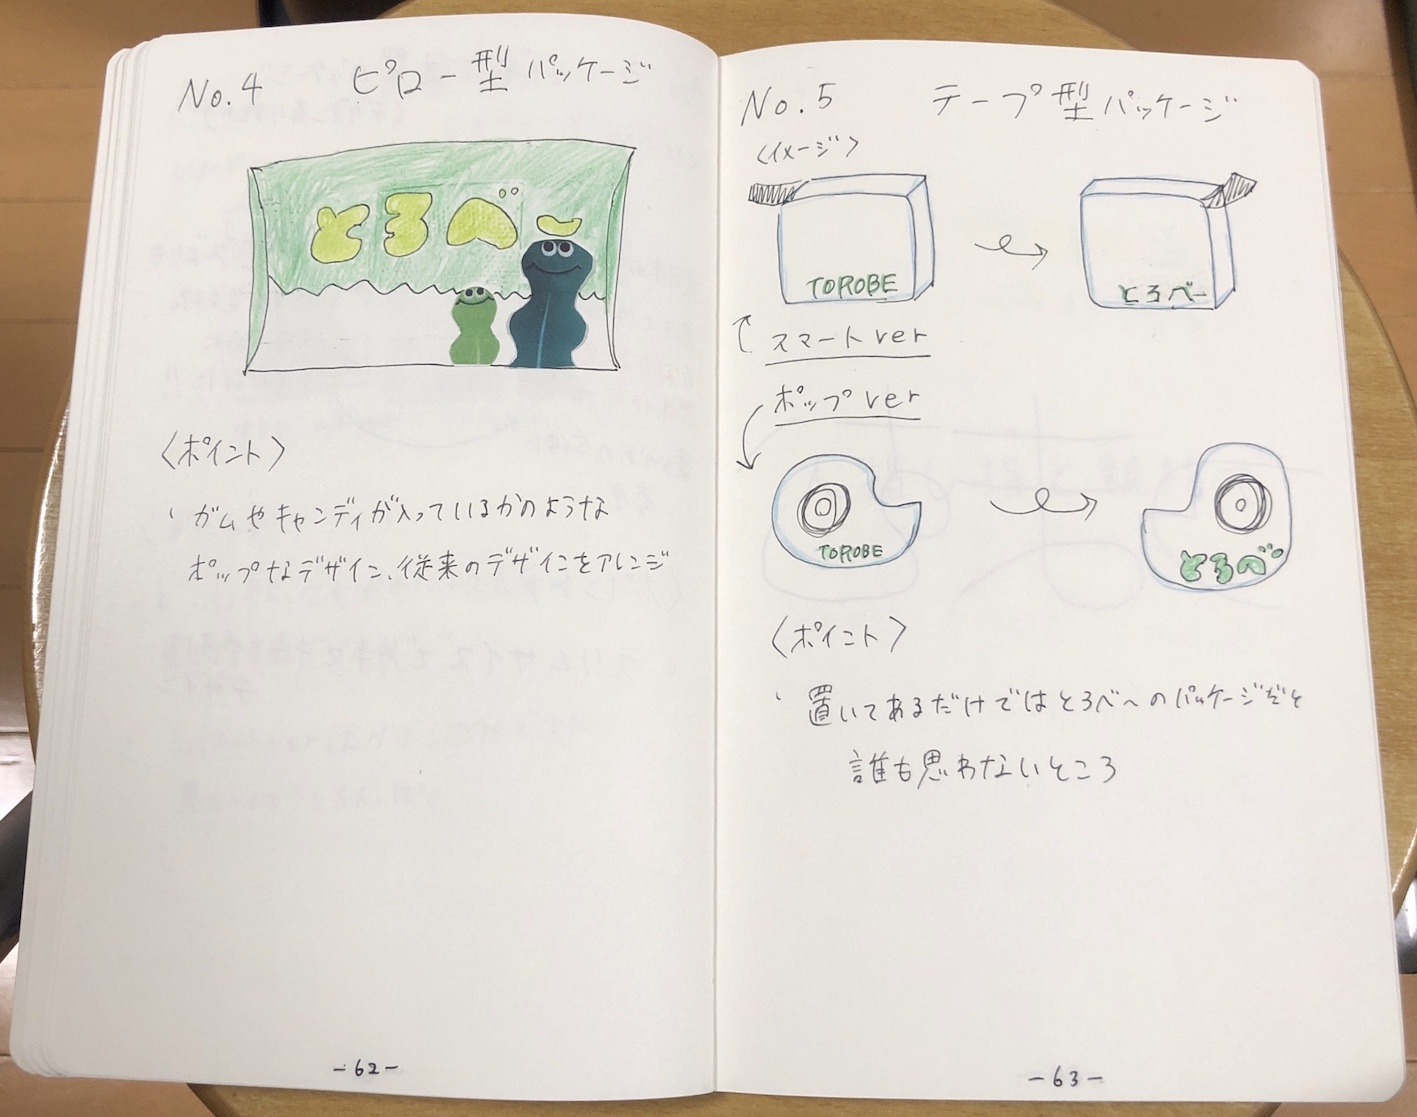 No.4 ピロー型パッケージ
とろべー
〈ポイント〉
・ガムやキャンディが入っているかのような
ポップなデザイン、従来のデザインをアレンジ
-62-
No.5 テープ型パッケージ
〈イメージ〉
TOROBE
とろべー
スマートver
ポップver
TOROBE
とろべー
〈ポイント〉
・置いてあるだけではとろべ〜のパッケージだと
誰も思わないところ
-63-